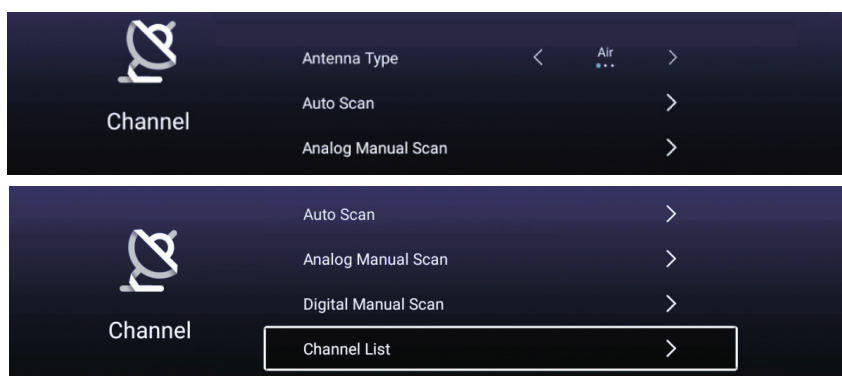 Antenna Type Air
Auto Scan
Channel
Analog Manual Scan
Auto Scan
Analog Manual Scan
Digital Manual Scan
Channel
Channel List